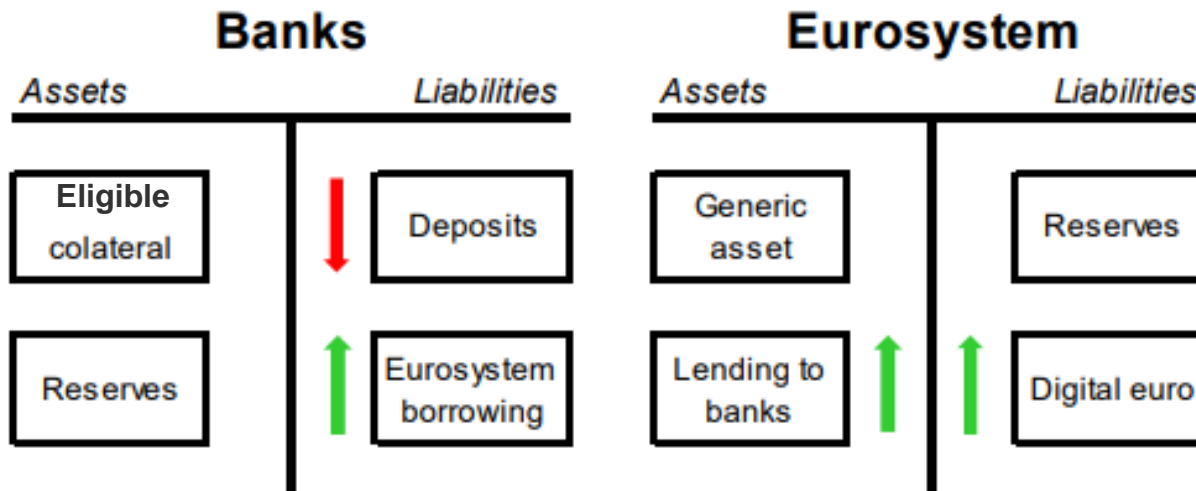 Banks
Eurosystem
Assets
Liabilities
Assets
Liabilities
Eligible
colateral
Deposits
Generic
asset
Reserves
Reserves
Eurosystem
borrowing
Lending to
banks
Digital euro